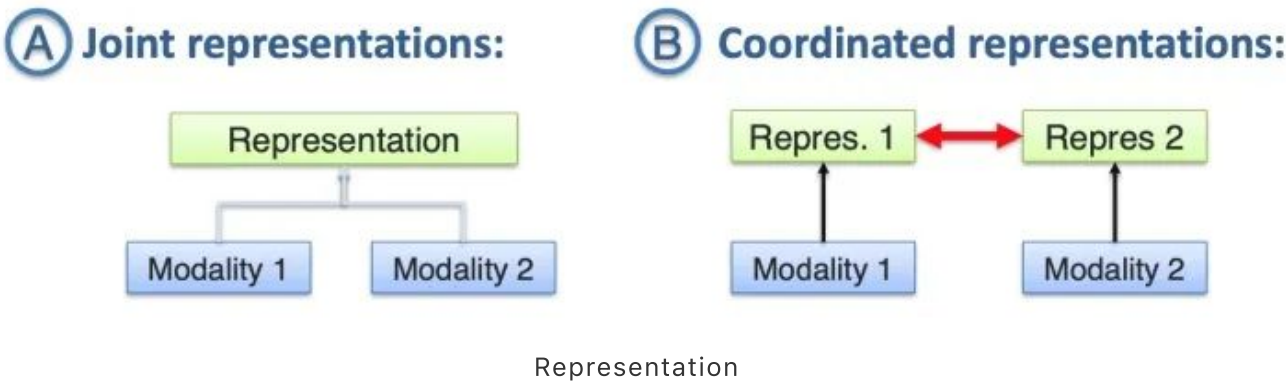 A Joint representations:
Representation
Modality 1
Modality 2
B Coordinated representations:
Repres. 1
Repres 2
Modality 1
Modality 2
Representation